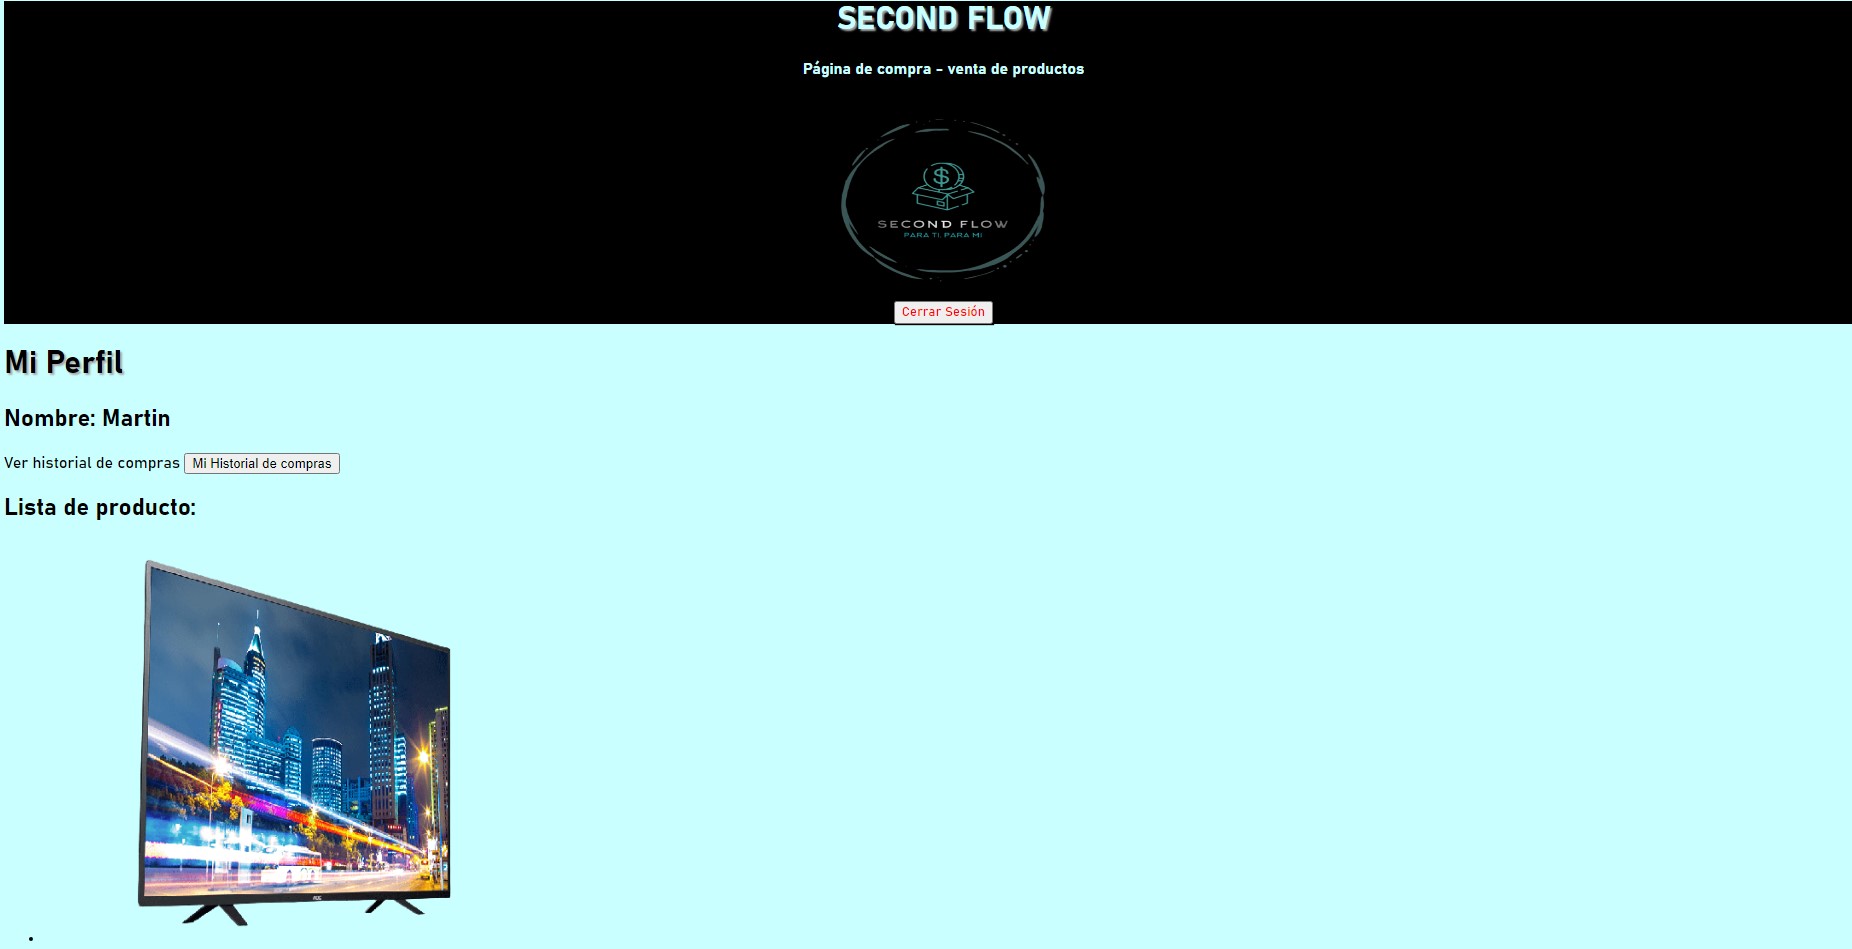 SECOND FLOW
Página de compra - venta de productos
SECOND FLOW
PARA TI, PARA MI
Cerrar Sesión
Mi Perfil
Nombre: Martin
Ver historial de compras Mi Historial de compras
Lista de producto:
AOC